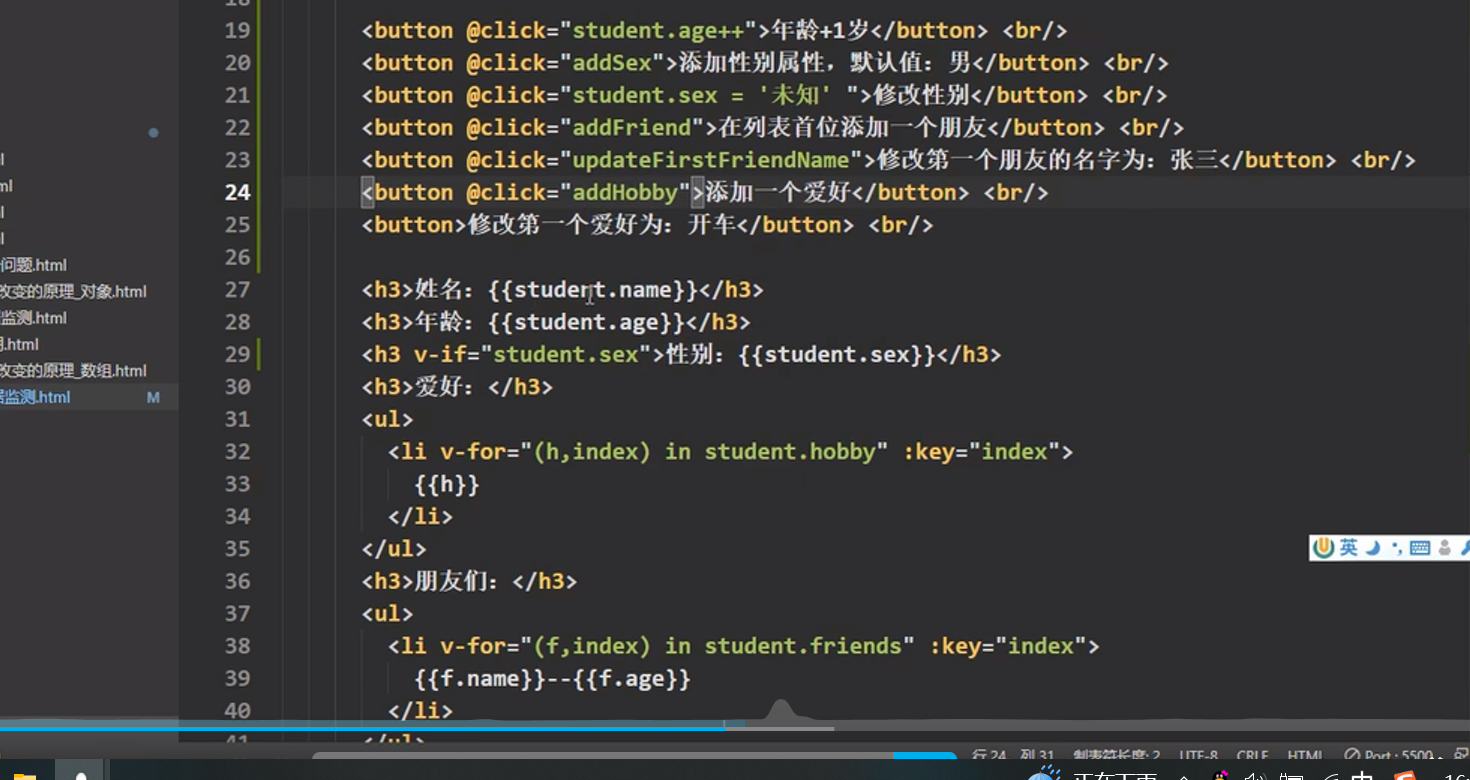 19 <button @click="student.age++">年龄+1岁</button> <br/>
20 <button @click="addSex">添加性别属性，默认值：男</button> <br/>
21 <button @click="student.sex = '未知' ">修改性别</button> <br/>
22 <button @click="addFriend">在列表首位添加一个朋友</button> <br/>
23 <button @click="updateFirstFriendName">修改第一个朋友的名字为：张三</button> <br/>
24 <button @click="addHobby">添加一个爱好</button> <br/>
25 <button>修改第一个爱好为：开车</button> <br/>
26
27 <h3>姓名：{{student.name}}</h3>
28 <h3>年龄：{{student.age}}</h3>
29 <h3 v-if="student.sex">性别：{{student.sex}}</h3>
30 <h3>爱好：</h3>
31 <ul>
32 <li v-for="(h,index) in student.hobby" :key="index">
33 {{h}}
34 </li>
35 </ul>
36 <h3>朋友们：</h3>
37 <ul>
38 <li v-for="(f,index) in student.friends" :key="index">
39 {{f.name}}--{{f.age}}
40 </li>
问题.html
改变的原理_对象.html
监测.html
.html
改变的原理_数组.html
监测.html M
英
行 24, 列 31 制表符长度: 2 UTF-8 CRLF HTML Port : 5500
正在下雨
中